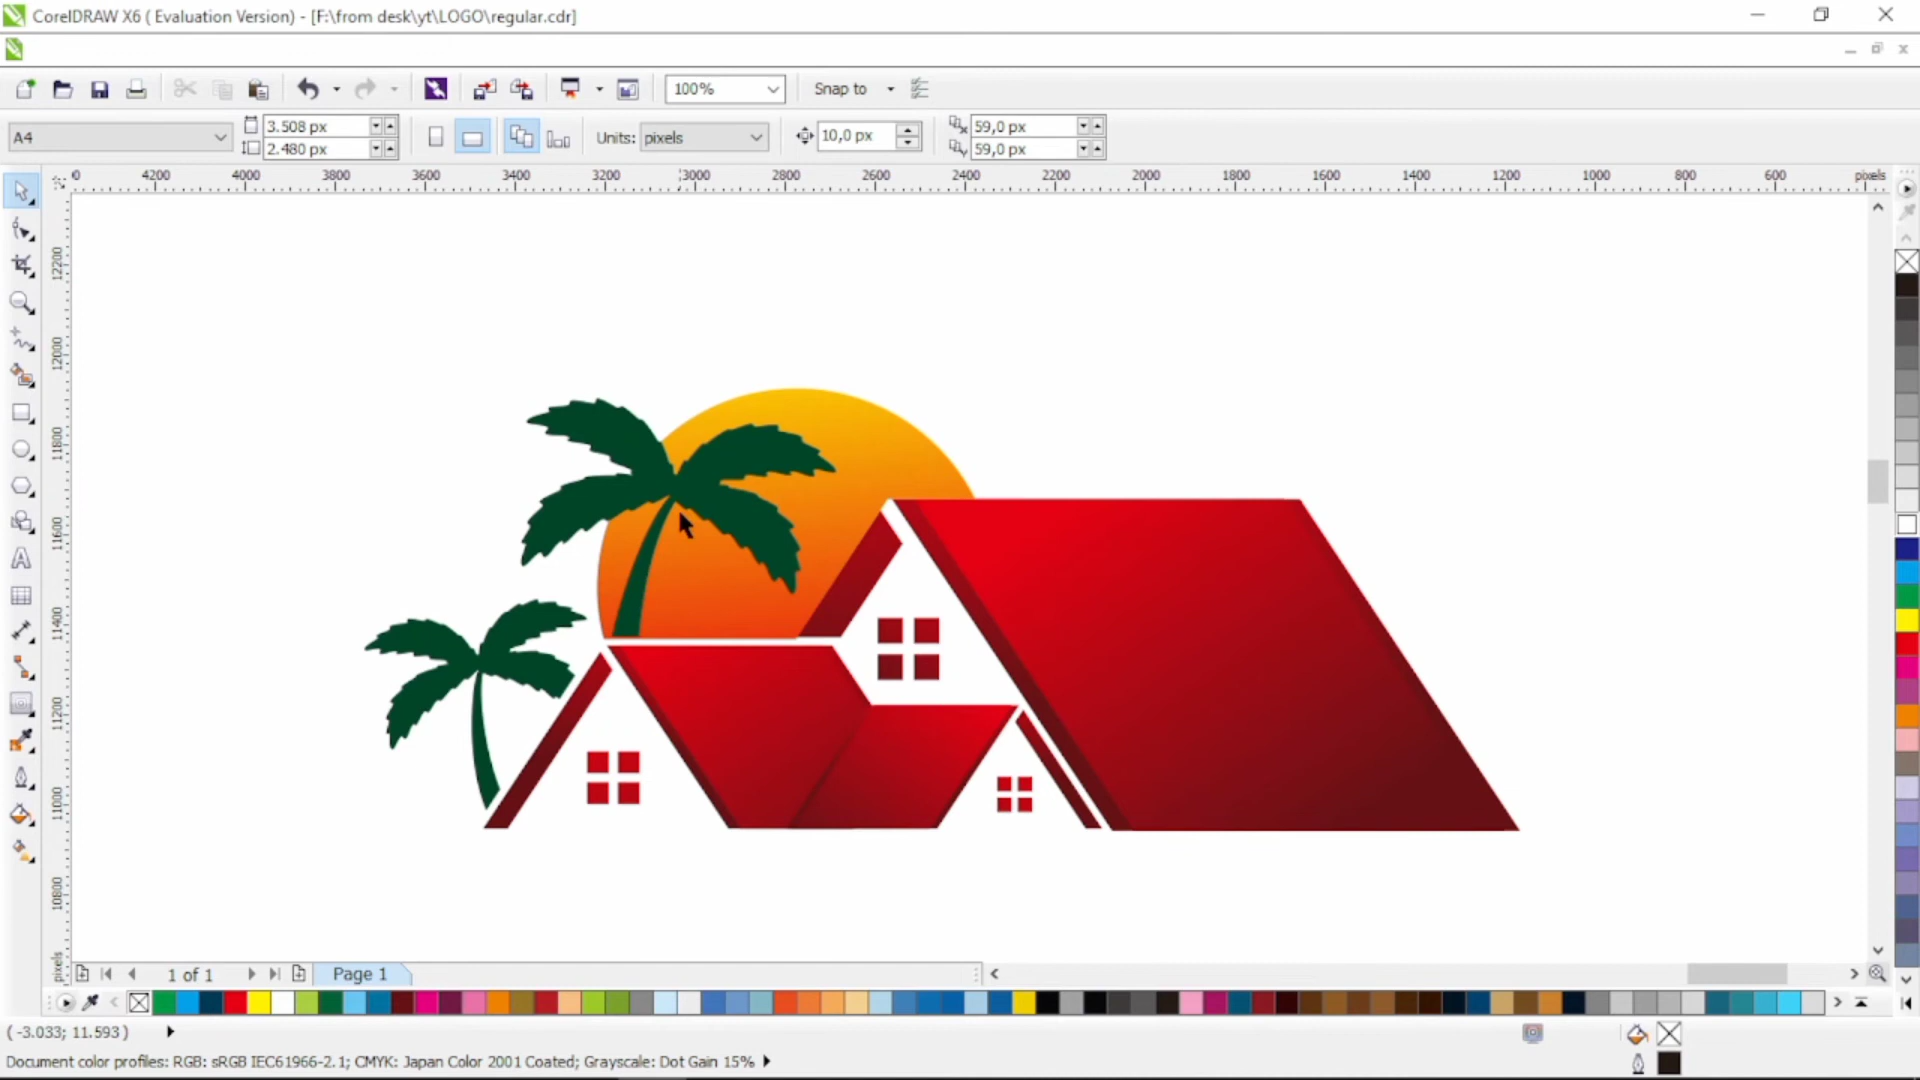 CorelDRAW X6 ( Evaluation Version) - [F:\from desk\yt\LOGO\regular.cdr]
100%
Snap to
A4
3.508 px
2.480 px
Units: pixels
10,0 px
59,0 px
59,0 px
0 4200 4000 3800 3600 3400 3200 3000 2800 2600 2400 2200 2000 1800 1600 1400 1200 1000 800 600 pixels
12200
12000
11800
11600
11400
11200
11000
10800
pixels
1 of 1
Page 1
( -3.033; 11.593 )
Document color profiles: RGB: sRGB IEC61966-2.1; CMYK: Japan Color 2001 Coated; Grayscale: Dot Gain 15%